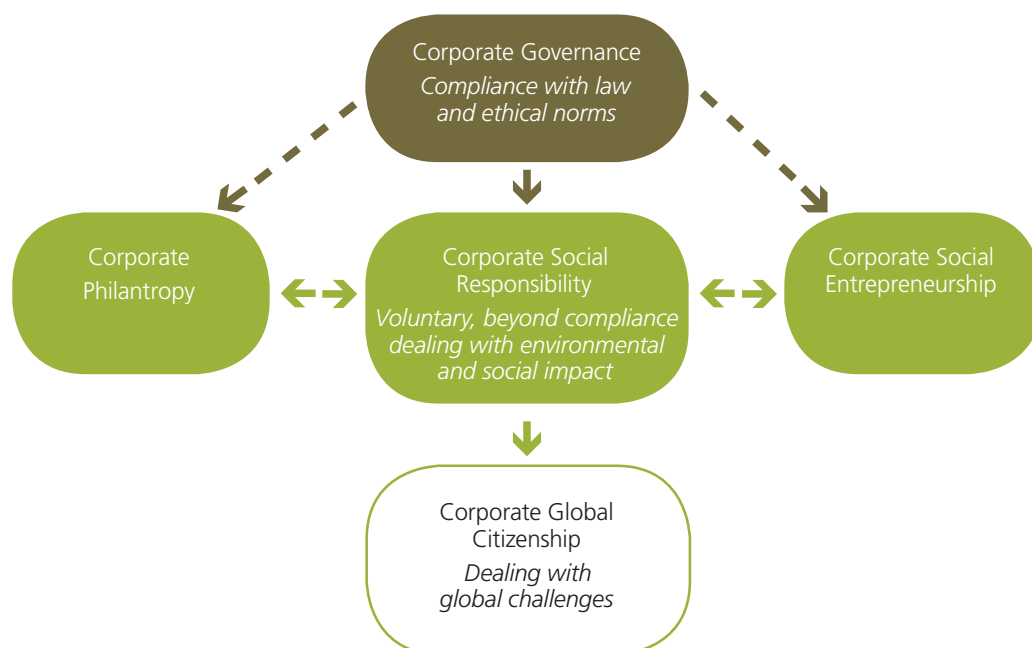 Corporate Governance
Compliance with law
and ethical norms
Corporate
Philantropy
Corporate Social
Responsibility
Voluntary, beyond compliance
dealing with environmental
and social impact
Corporate Social
Entrepreneurship
Corporate Global
Citizenship
Dealing with
global challenges